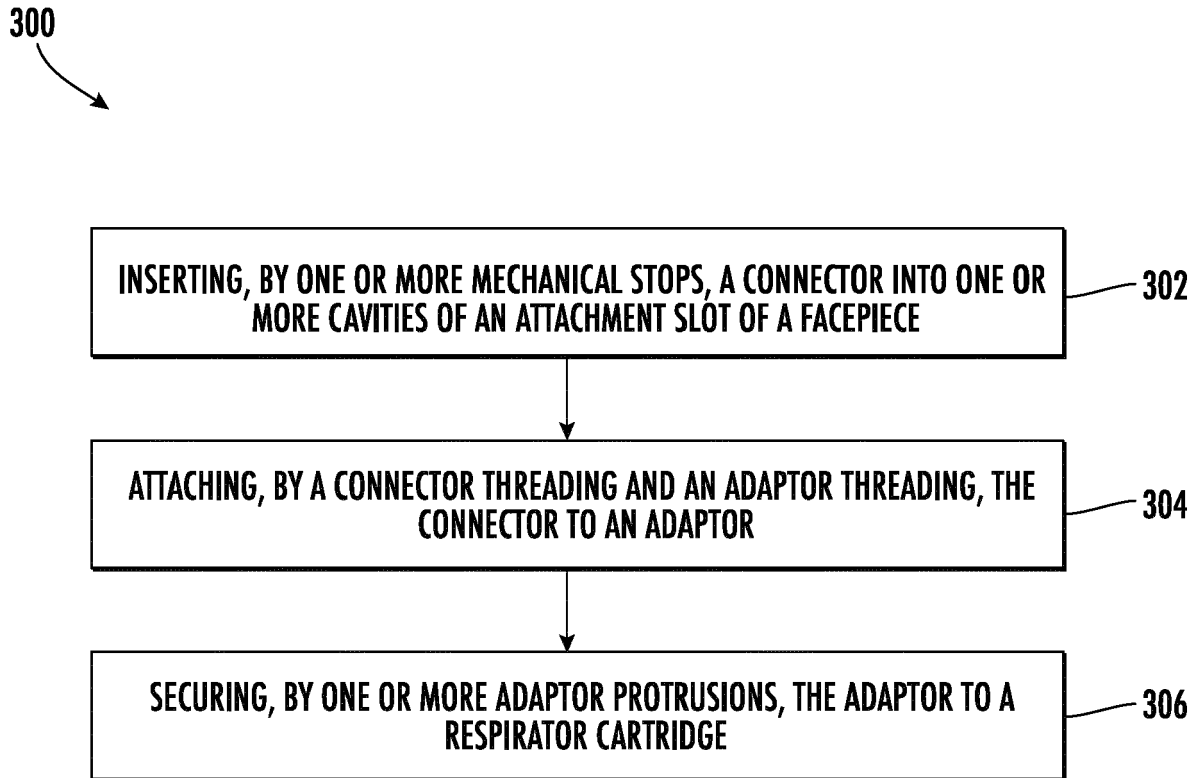 300
INSERTING, BY ONE OR MORE MECHANICAL STOPS, A CONNECTOR INTO ONE OR
MORE CAVITIES OF AN ATTACHMENT SLOT OF A FACEPIECE
302
ATTACHING, BY A CONNECTOR THREADING AND AN ADAPTOR THREADING, THE
CONNECTOR TO AN ADAPTOR
304
SECURING, BY ONE OR MORE ADAPTOR PROTRUSIONS, THE ADAPTOR TO A
RESPIRATOR CARTRIDGE
306